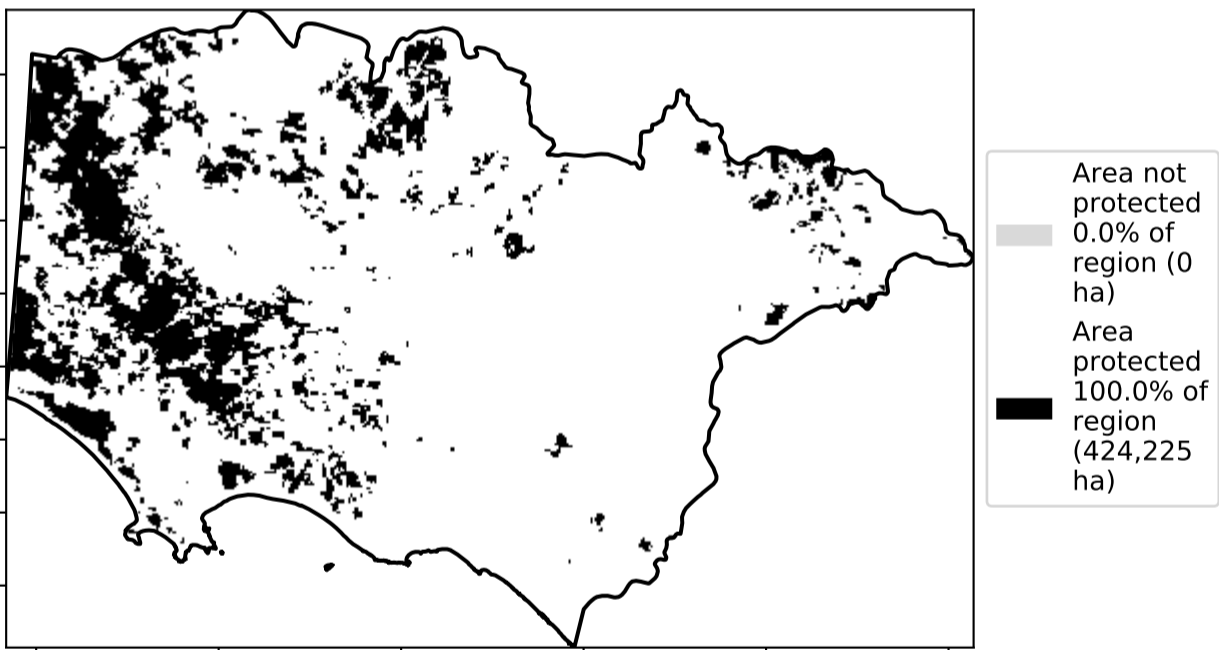 Area not
protected
0.0% of
region (0
ha)
Area
protected
100.0% of
region
(424,225
ha)